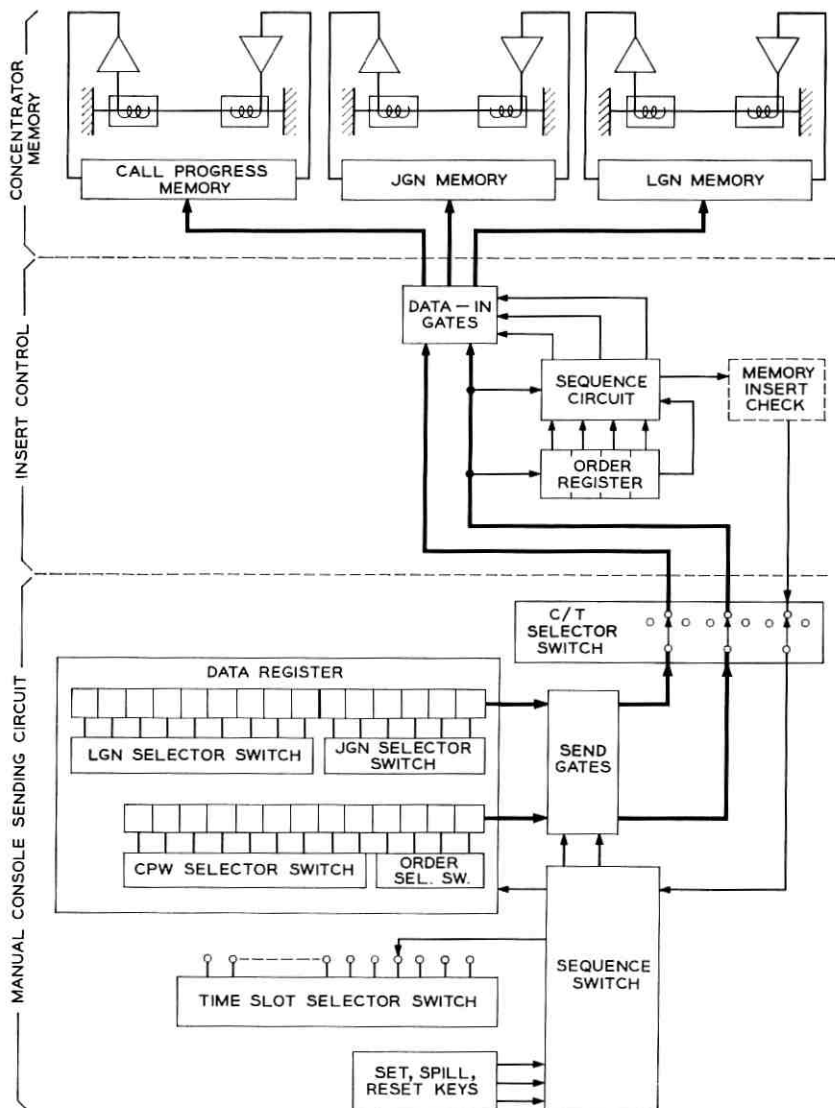 CONCENTRATOR
MEMORY
CALL PROGRESS
MEMORY
JGN MEMORY
LGN MEMORY
INSERT CONTROL
DATA — IN
GATES
SEQUENCE
CIRCUIT
MEMORY
INSERT
CHECK
ORDER
REGISTER
MANUAL CONSOLE SENDING CIRCUIT
C/T
SELECTOR
SWITCH
DATA REGISTER
LGN SELECTOR SWITCH
JGN SELECTOR
SWITCH
SEND
GATES
CPW SELECTOR SWITCH
ORDER
SEL. SW.
SEQUENCE
SWITCH
TIME SLOT SELECTOR SWITCH
SET, SPILL,
RESET KEYS